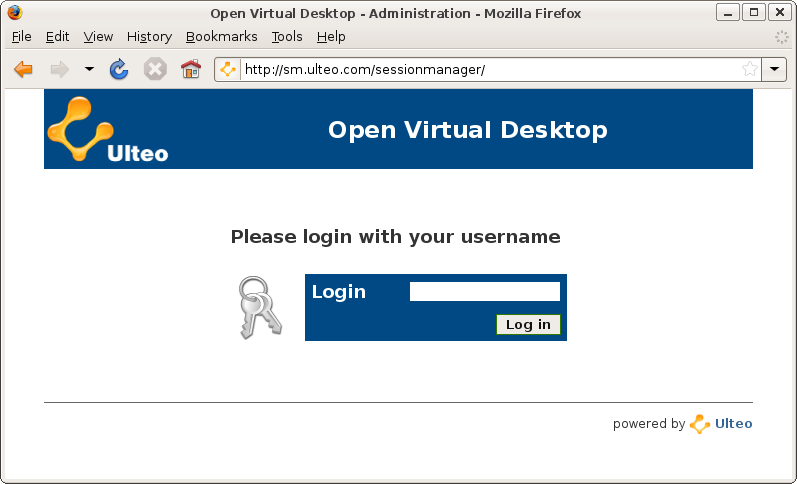 Open Virtual Desktop - Administration - Mozilla Firefox
File Edit View History Bookmarks Tools Help
http://sm.ulteo.com/sessionmanager/
Ulteo
Open Virtual Desktop
Please login with your username
Login
Log in
powered by Ulteo